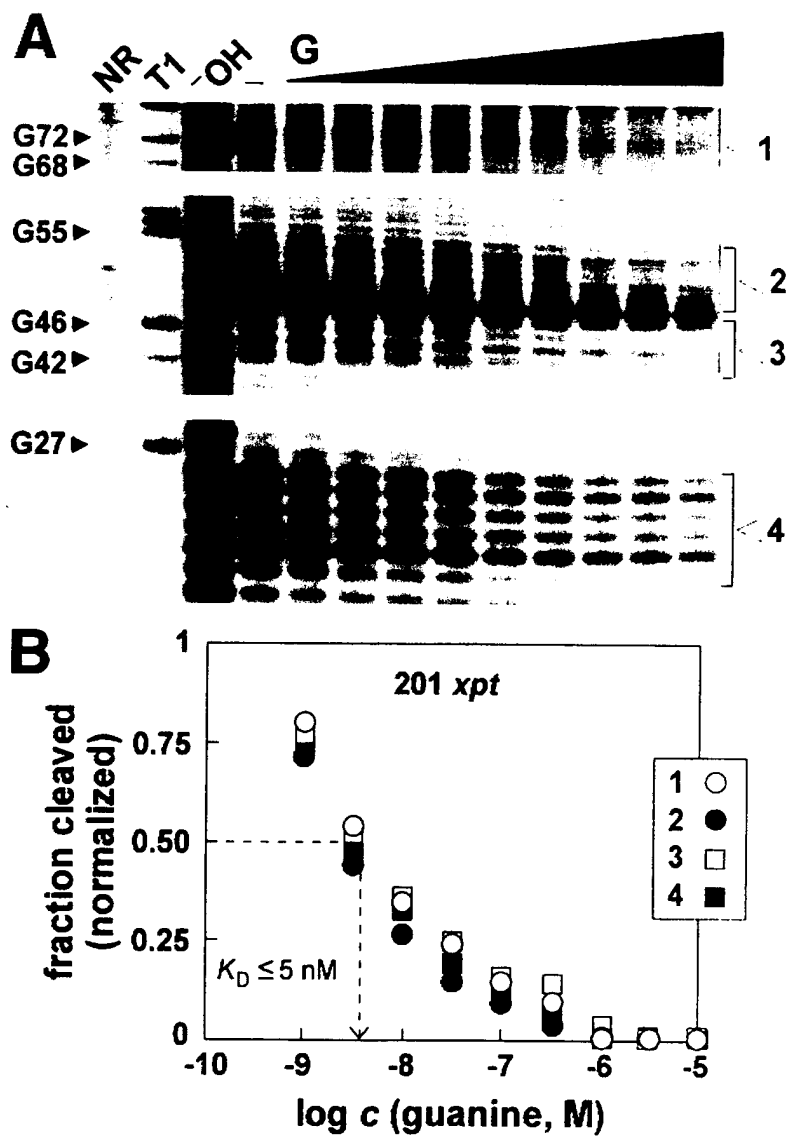 A
NR T1 ⁻OH – G
G72
G68
1
G55
2
G46
3
G42
G27
4
B
201 xpt
fraction cleaved
(normalized)
1
0.75
0.50
0.25
0
K_D ≤ 5 nM
1
2
3
4
-10 -9 -8 -7 -6 -5
log c (guanine, M)